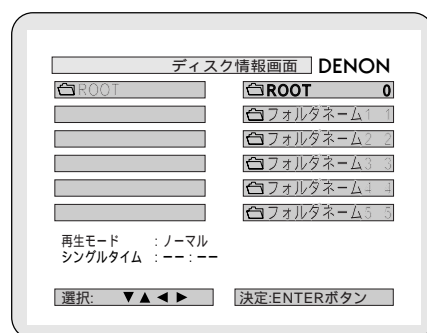 ディスク情報画面 DENON
ROOT ROOT 0
フォルダネーム1 1
フォルダネーム2 2
フォルダネーム3 3
フォルダネーム4 4
フォルダネーム5 5
再生モード : ノーマル
シングルタイム : −− : −−
選択: ▼▲◀▶ 決定:ENTERボタン